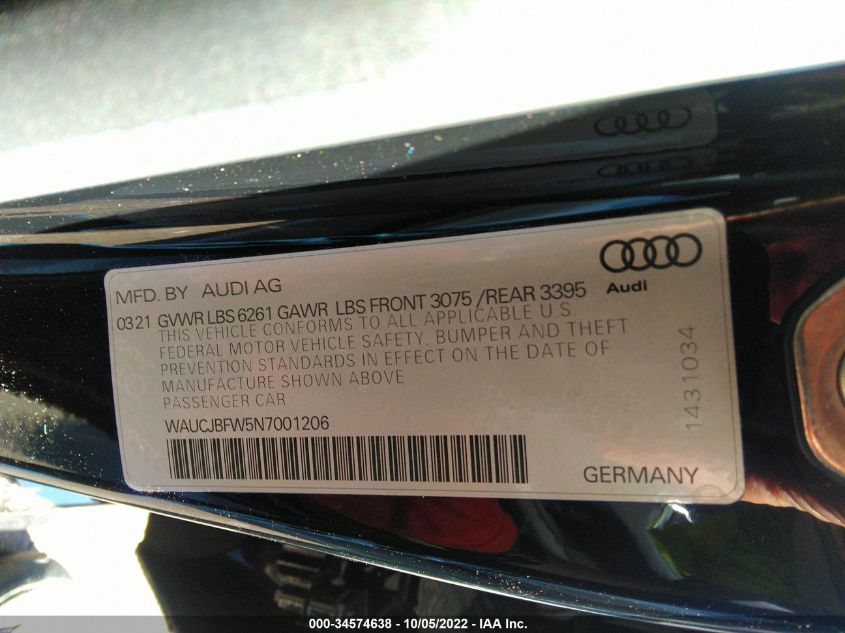 MFD. BY AUDI AG
0321 GVWR LBS 6261 GAWR LBS FRONT 3075 /REAR 3395
Audi
THIS VEHICLE CONFORMS TO ALL APPLICABLE U.S.
FEDERAL MOTOR VEHICLE SAFETY, BUMPER AND THEFT
PREVENTION STANDARDS IN EFFECT ON THE DATE OF
MANUFACTURE SHOWN ABOVE
PASSENGER CAR
1431034
WAUCJBFW5N7001206
GERMANY
000-34574638 - 10/05/2022 - IAA Inc.